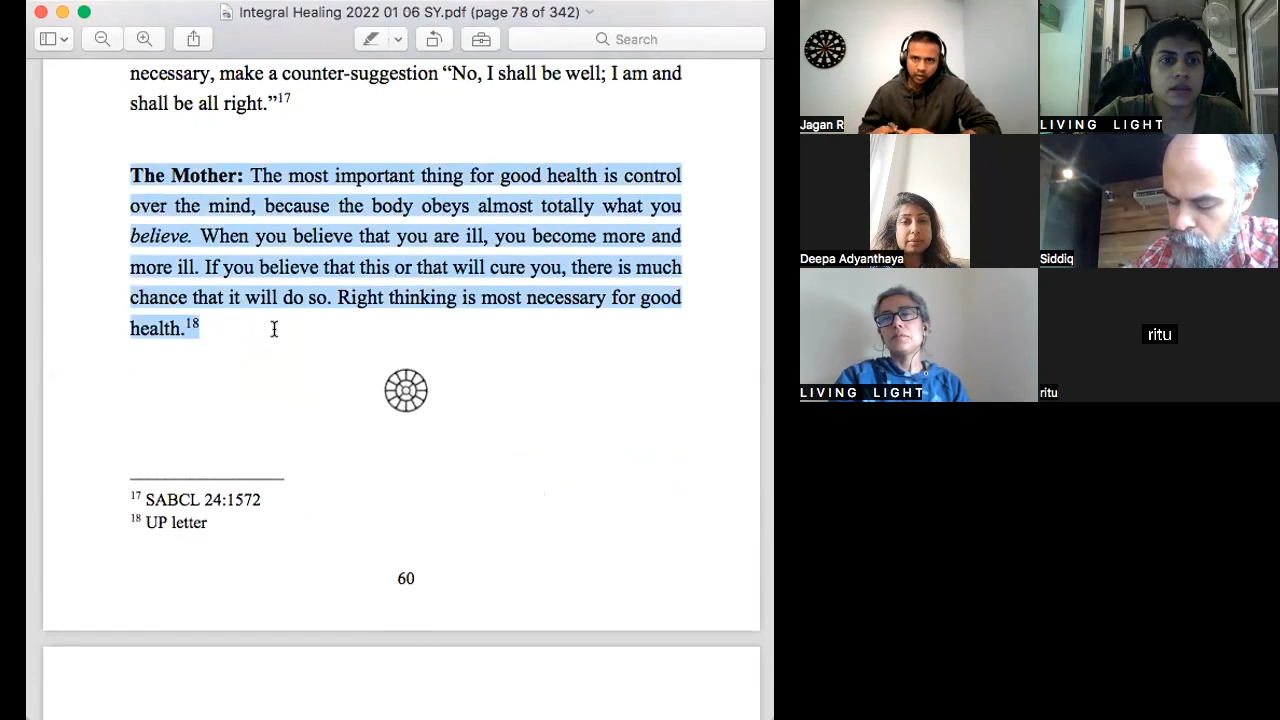 Integral Healing 2022 01 06 SY.pdf (page 78 of 342)
Search
necessary, make a counter-suggestion “No, I shall be well; I am and
shall be all right.”17
The Mother: The most important thing for good health is control
over the mind, because the body obeys almost totally what you
believe. When you believe that you are ill, you become more and
more ill. If you believe that this or that will cure you, there is much
chance that it will do so. Right thinking is most necessary for good
health.18
17 SABCL 24:1572
18 UP letter
60
Jagan R
LIVING LIGHT
Deepa Adyanthaya
Siddiq
LIVING LIGHT
ritu
ritu